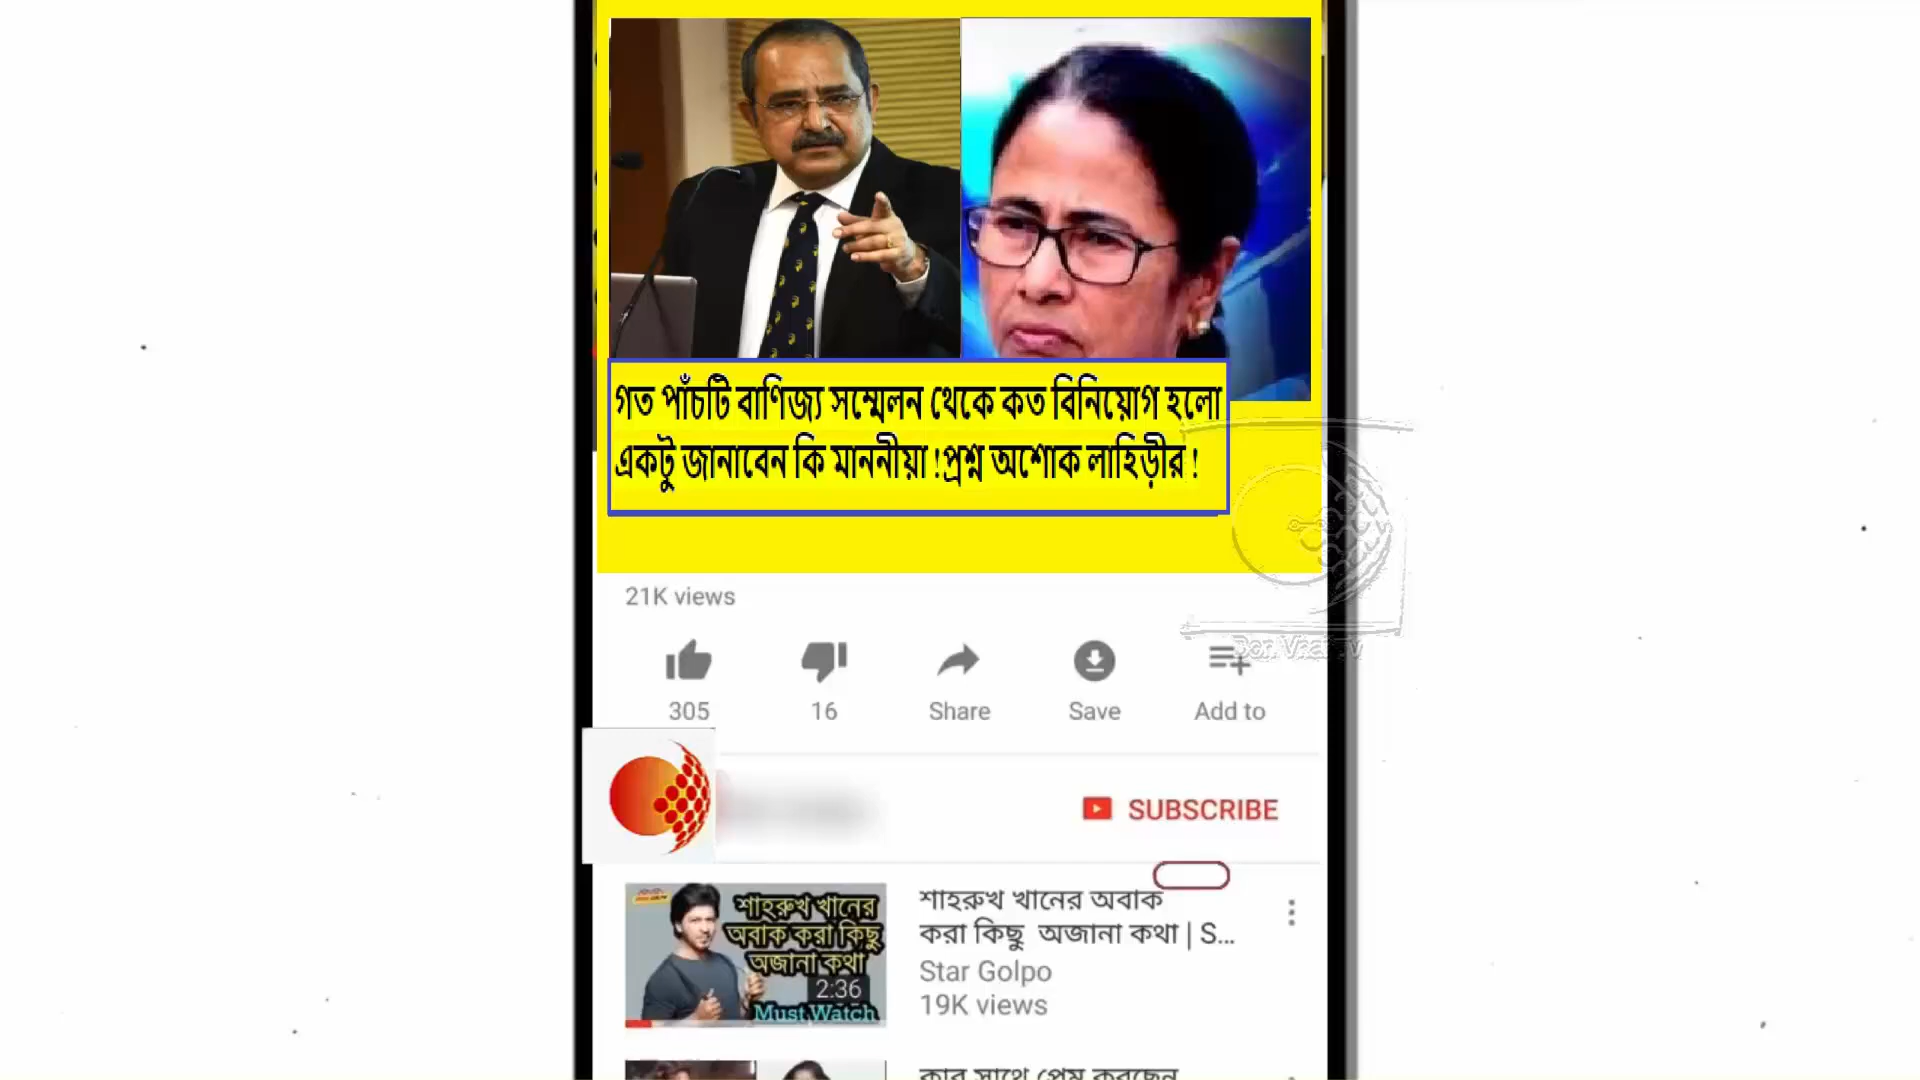 গত পাঁচটি বাণিজ্য সম্মেলন থেকে কত বিনিয়োগ হলো
একটু জানাবেন কি মাননীয়া !প্রশ্ন অশোক লাহিড়ীর !
21K views
305
16
Share
Save
Add to
SUBSCRIBE
শাহরুখ খানের
অবাক করা কিছু
অজানা কথা
2:36
Must Watch
শাহরুখ খানের অবাক
করা কিছু অজানা কথা | S...
Star Golpo
19K views
কার সাথে প্রেম করছেন